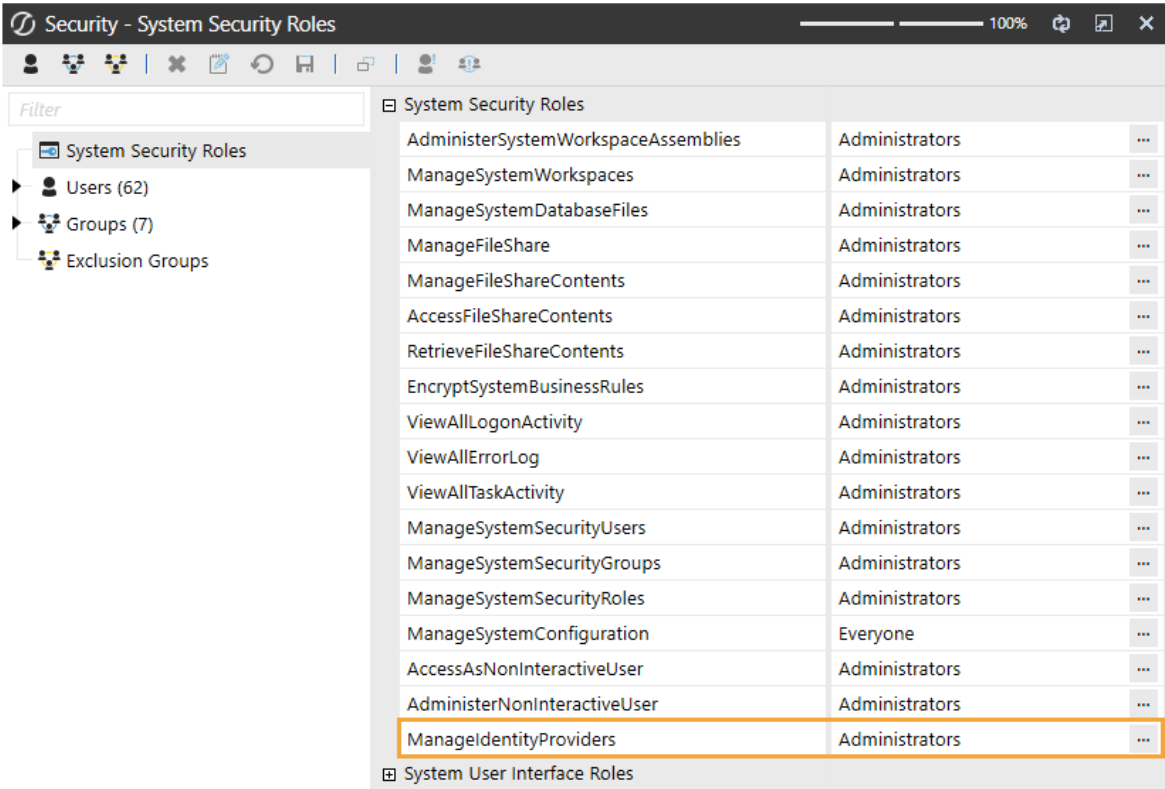 Security - System Security Roles
100%
Filter
System Security Roles
Users (62)
Groups (7)
Exclusion Groups
System Security Roles
AdministerSystemWorkspaceAssemblies Administrators ...
ManageSystemWorkspaces Administrators ...
ManageSystemDatabaseFiles Administrators ...
ManageFileShare Administrators ...
ManageFileShareContents Administrators ...
AccessFileShareContents Administrators ...
RetrieveFileShareContents Administrators ...
EncryptSystemBusinessRules Administrators ...
ViewAllLogonActivity Administrators ...
ViewAllErrorLog Administrators ...
ViewAllTaskActivity Administrators ...
ManageSystemSecurityUsers Administrators ...
ManageSystemSecurityGroups Administrators ...
ManageSystemSecurityRoles Administrators ...
ManageSystemConfiguration Everyone ...
AccessAsNonInteractiveUser Administrators ...
AdministerNonInteractiveUser Administrators ...
ManageIdentityProviders Administrators ...
System User Interface Roles